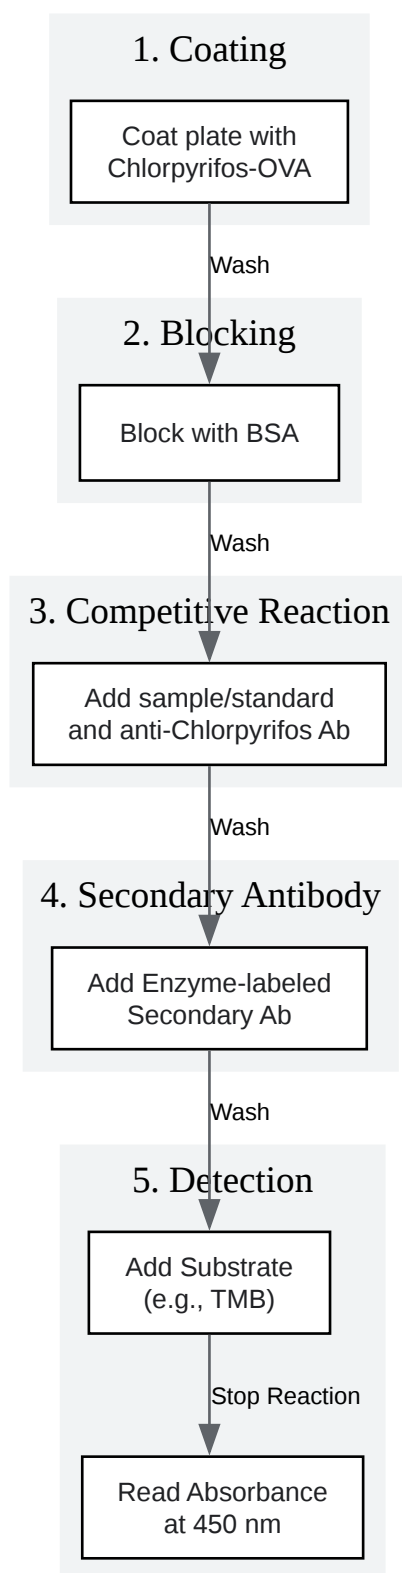 1. Coating
Coat plate with
Chlorpyrifos-OVA
Wash
2. Blocking
Block with BSA
Wash
3. Competitive Reaction
Add sample/standard
and anti-Chlorpyrifos Ab
Wash
4. Secondary Antibody
Add Enzyme-labeled
Secondary Ab
Wash
5. Detection
Add Substrate
(e.g., TMB)
Stop Reaction
Read Absorbance
at 450 nm